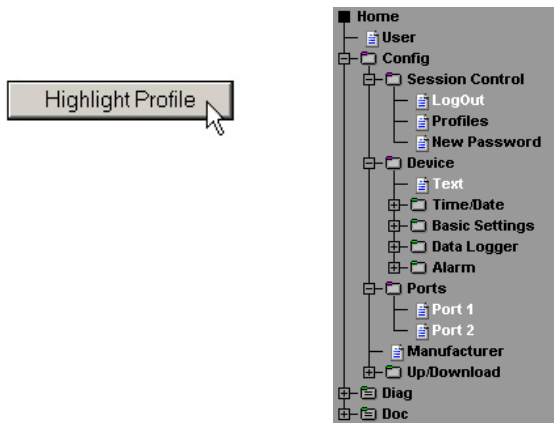 Highlight Profile
Home
User
Config
Session Control
LogOut
Profiles
New Password
Device
Text
Time/Date
Basic Settings
Data Logger
Alarm
Ports
Port 1
Port 2
Manufacturer
Up/Download
Diag
Doc